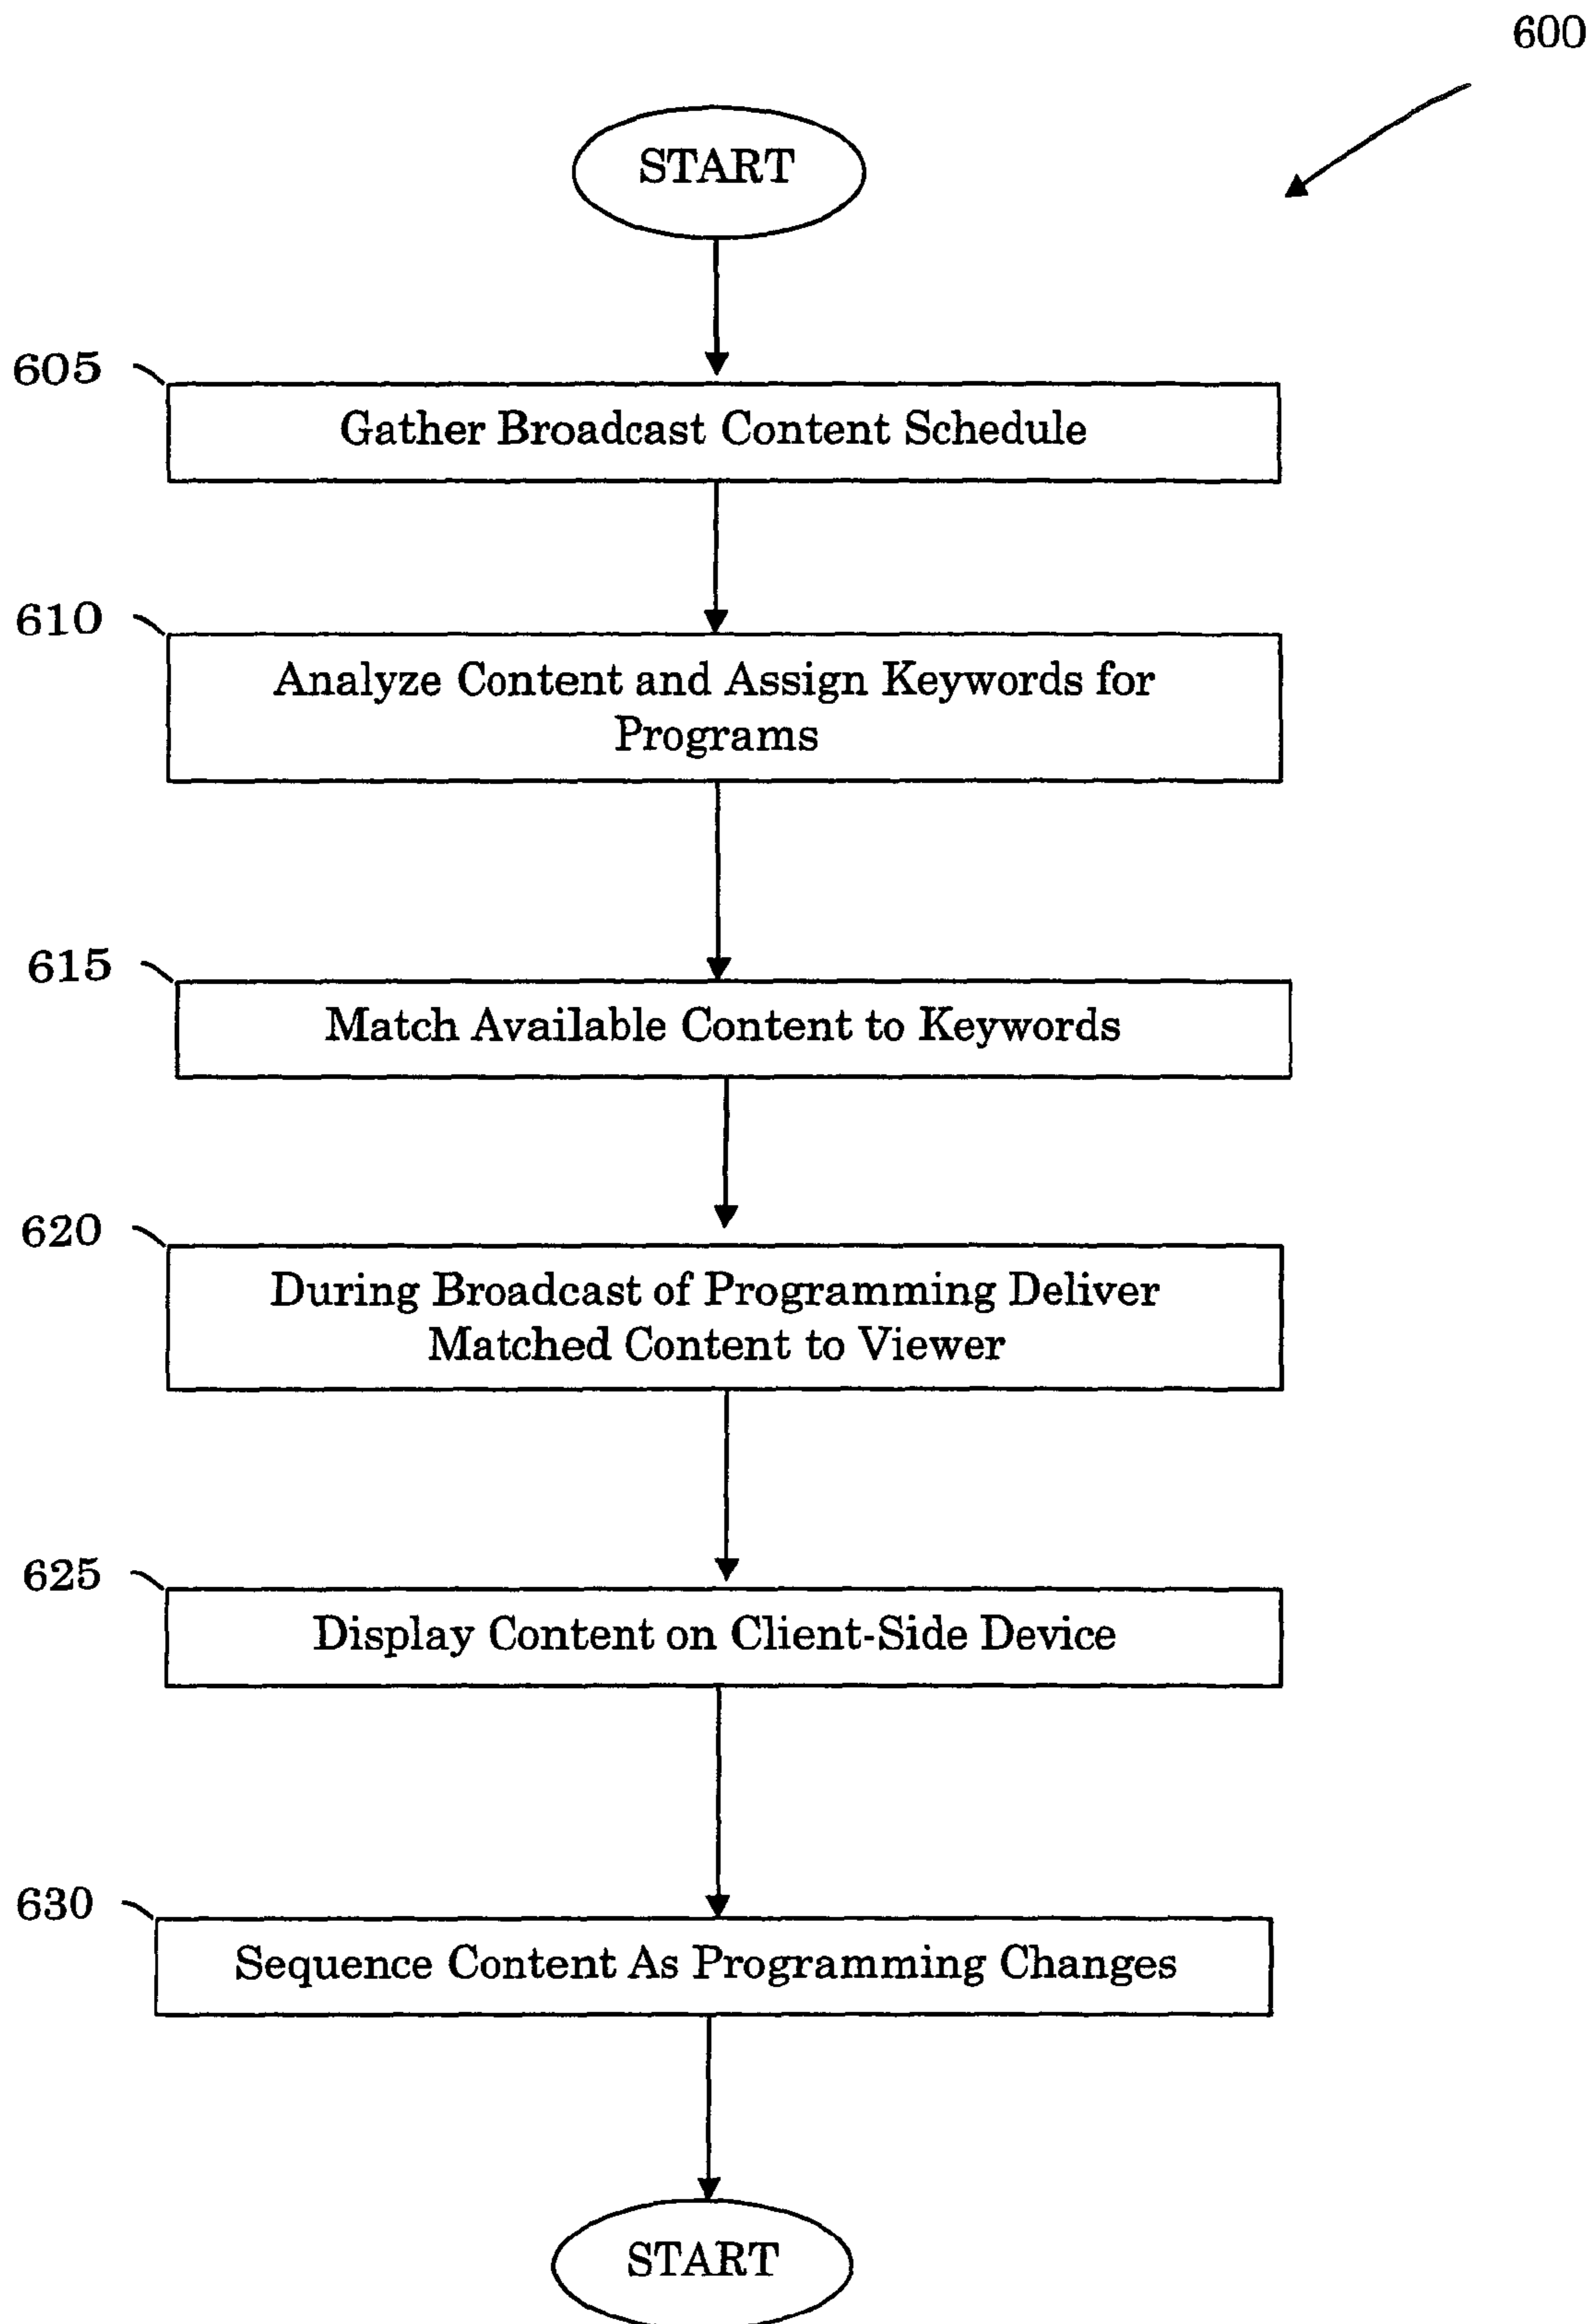 600
START
605
Gather Broadcast Content Schedule
610
Analyze Content and Assign Keywords for
Programs
615
Match Available Content to Keywords
620
During Broadcast of Programming Deliver
Matched Content to Viewer
625
Display Content on Client-Side Device
630
Sequence Content As Programming Changes
START